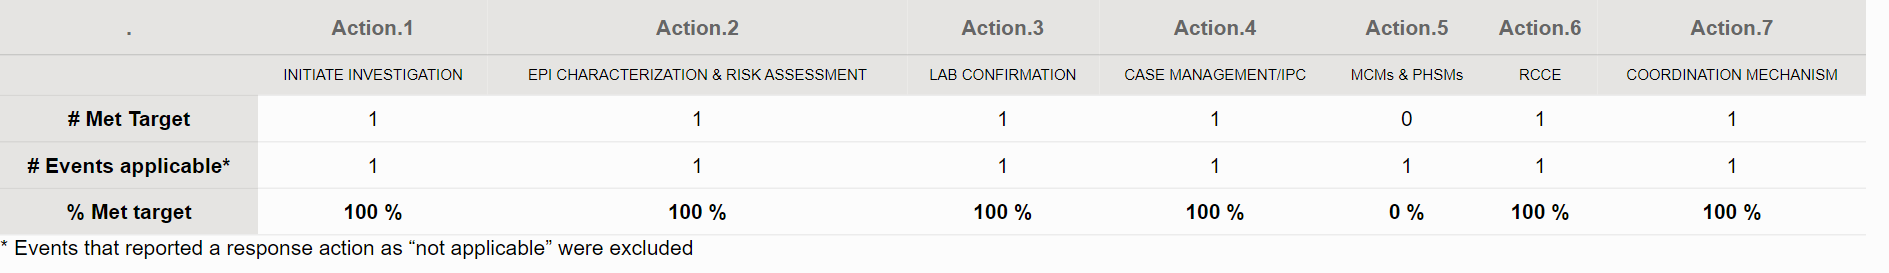 . Action.1 Action.2 Action.3 Action.4 Action.5 Action.6 Action.7
INITIATE INVESTIGATION EPI CHARACTERIZATION & RISK ASSESSMENT LAB CONFIRMATION CASE MANAGEMENT/IPC MCMs & PHSMs RCCE COORDINATION MECHANISM
# Met Target 1 1 1 1 0 1 1
# Events applicable* 1 1 1 1 1 1 1
% Met target 100 % 100 % 100 % 100 % 0 % 100 % 100 %
* Events that reported a response action as “not applicable” were excluded